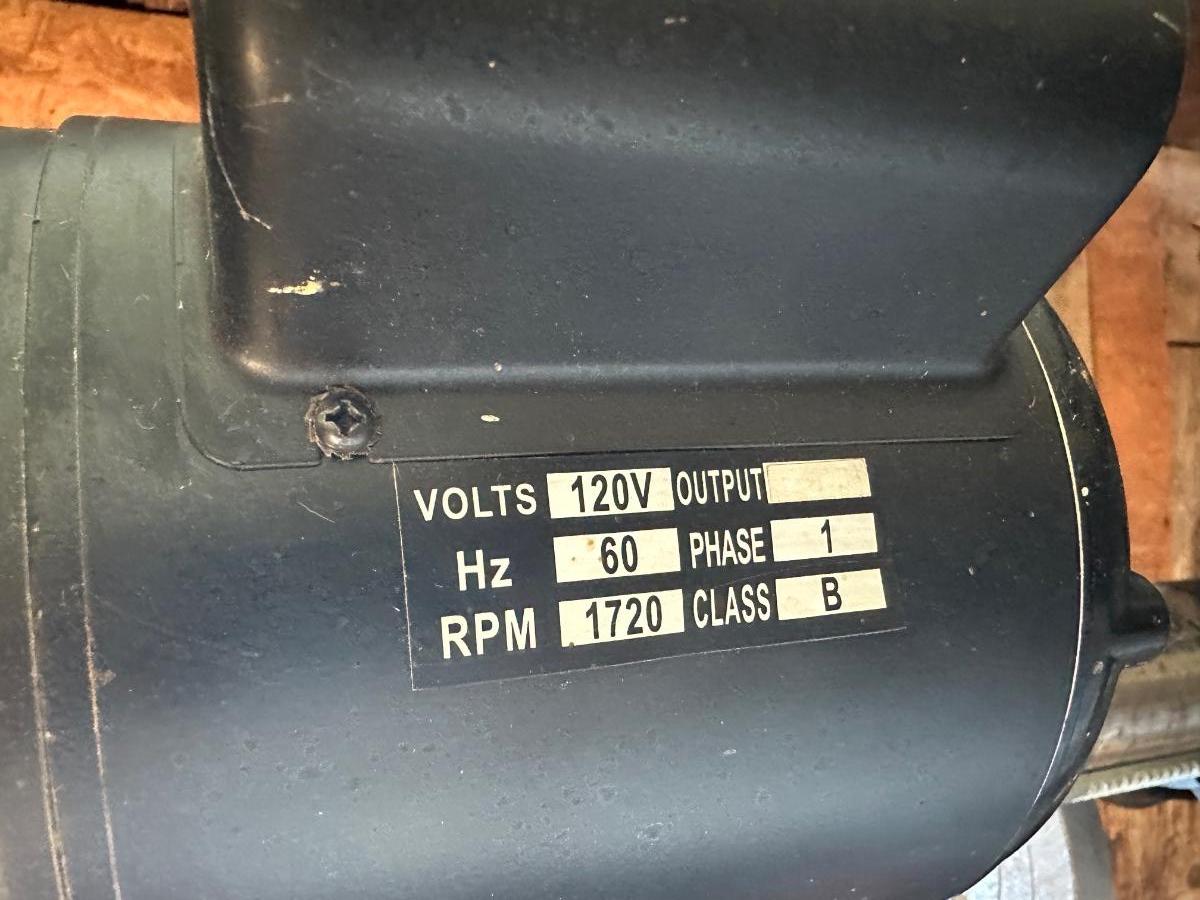 VOLTS 120V OUTPUT
Hz 60 PHASE 1
RPM 1720 CLASS B